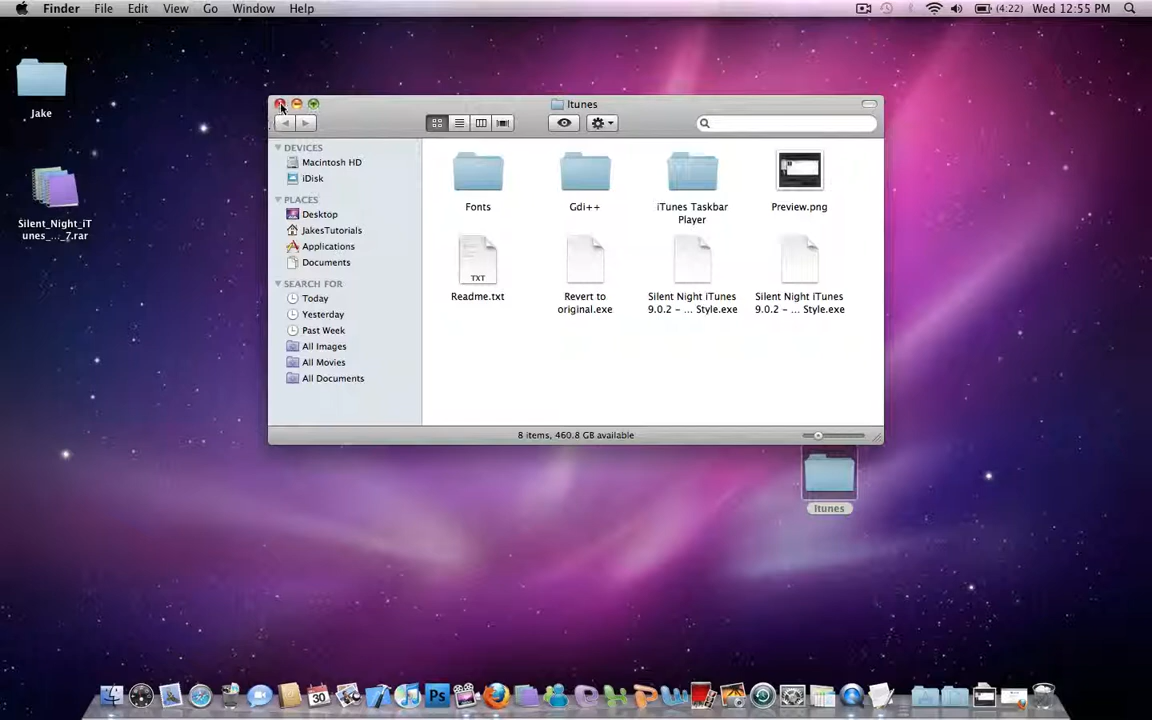 Finder File Edit View Go Window Help (4:22) Wed 12:55 PM
Jake
Silent_Night_iT
unes_... _7.rar
Itunes
DEVICES
Macintosh HD
iDisk
PLACES
Desktop
JakesTutorials
Applications
Documents
SEARCH FOR
Today
Yesterday
Past Week
All Images
All Movies
All Documents
Fonts
Gdi++
iTunes Taskbar
Player
Preview.png
TXT
Readme.txt
Revert to
original.exe
Silent Night iTunes
9.0.2 – ... Style.exe
Silent Night iTunes
9.0.2 – ... Style.exe
8 items, 460.8 GB available
Itunes
30
Ps